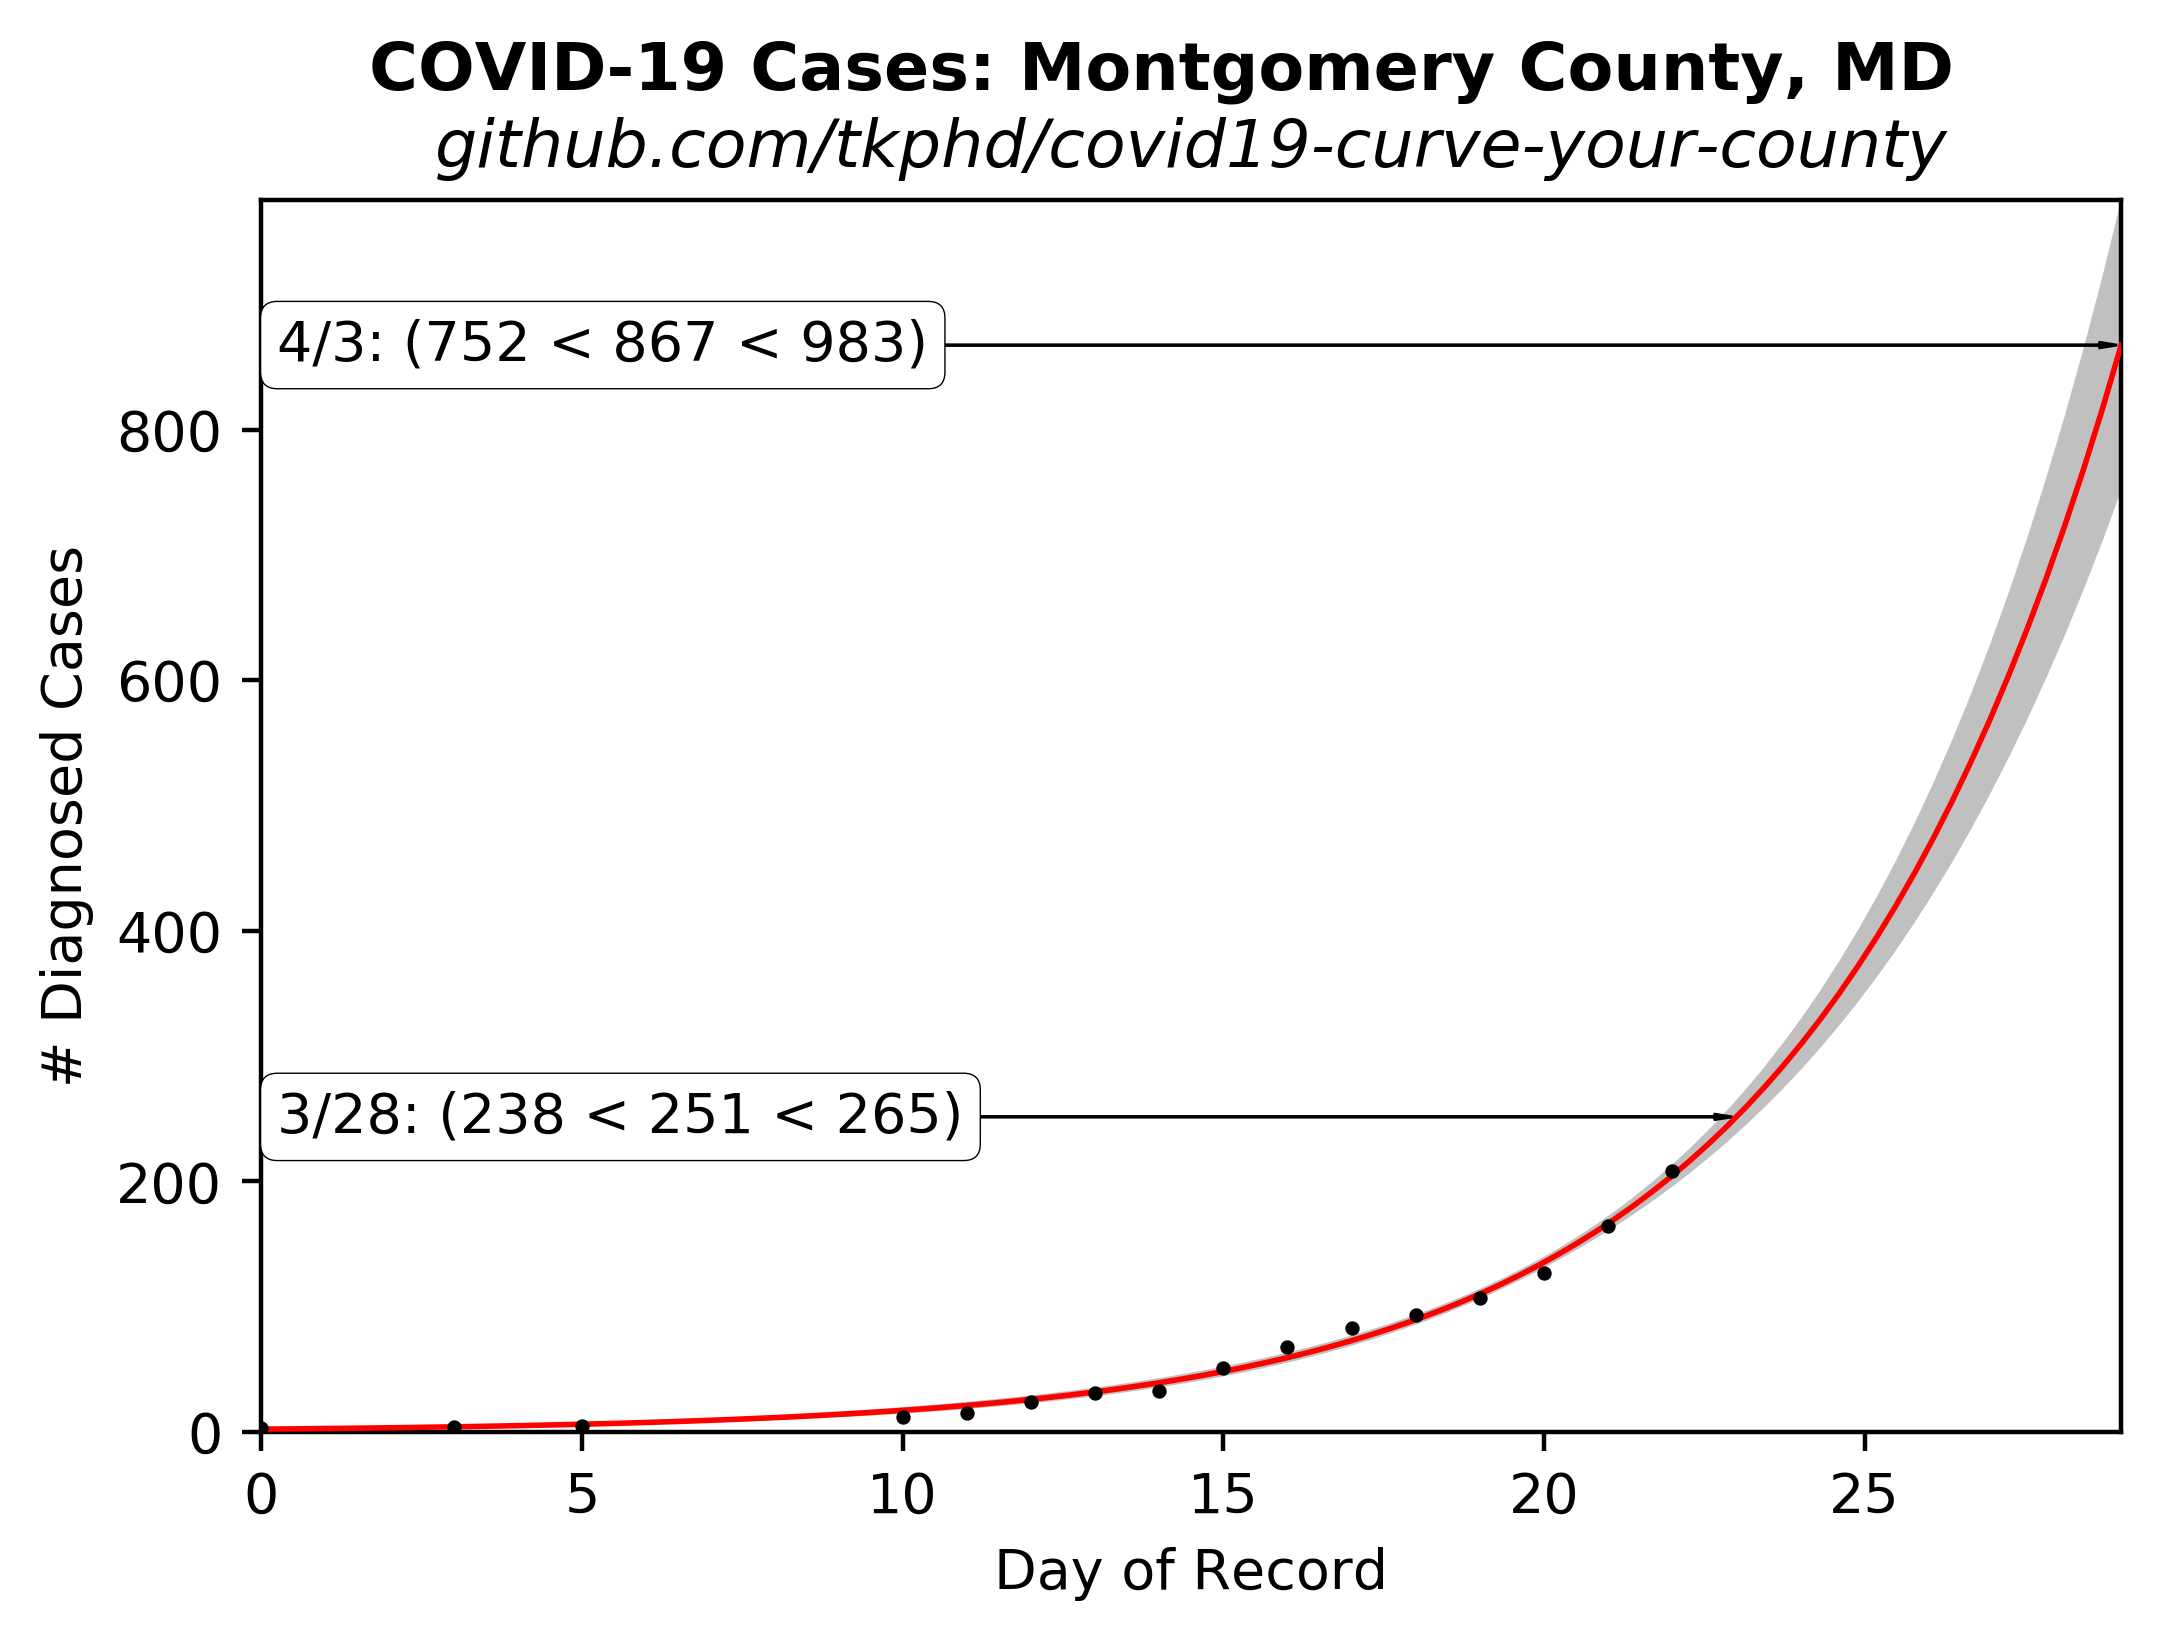 COVID-19 Cases: Montgomery County, MD
github.com/tkphd/covid19-curve-your-county
4/3: (752 < 867 < 983)
800
600
# Diagnosed Cases
400
3/28: (238 < 251 < 265)
200
0
0 5 10 15 20 25
Day of Record